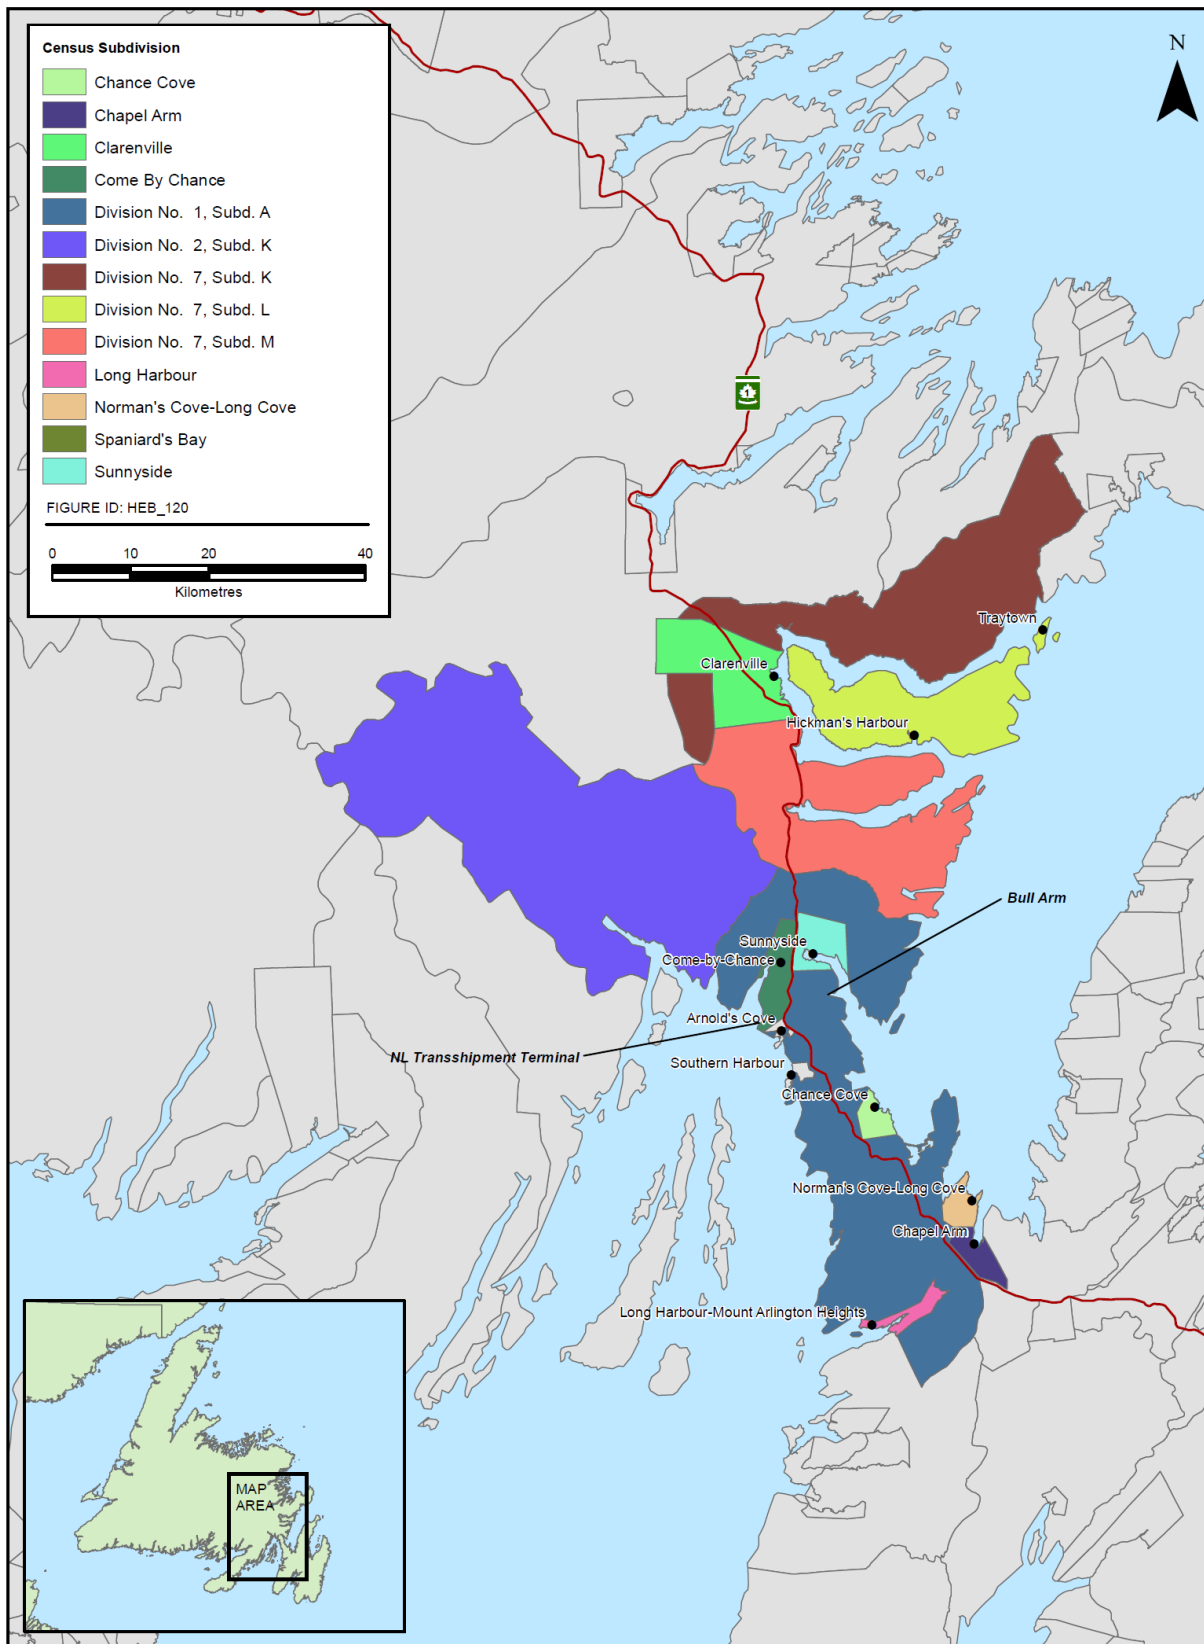 Census Subdivision
Chance Cove
Chapel Arm
Clarenville
Come By Chance
Division No. 1, Subd. A
Division No. 2, Subd. K
Division No. 7, Subd. K
Division No. 7, Subd. L
Division No. 7, Subd. M
Long Harbour
Norman's Cove-Long Cove
Spaniard's Bay
Sunnyside
FIGURE ID: HEB_120
0 10 20 40
Kilometres
N
1
Traytown
Clarenville
Hickman's Harbour
Bull Arm
Sunnyside
Come-by-Chance
Arnold's Cove
NL Transshipment Terminal
Southern Harbour
Chance Cove
Norman's Cove-Long Cove
Chapel Arm
Long Harbour-Mount Arlington Heights
MAP
AREA